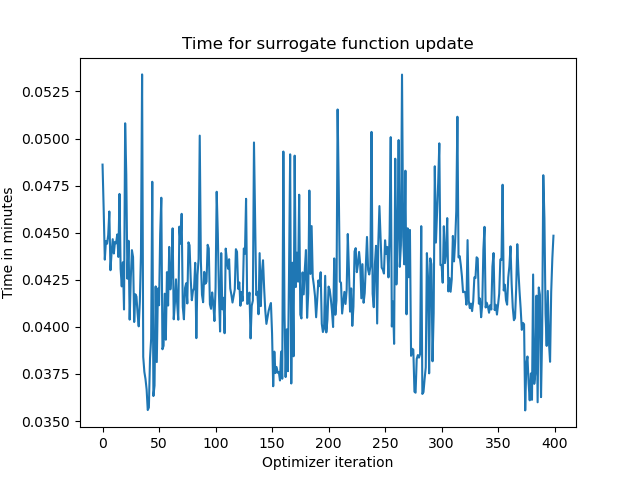 Time for surrogate function update
0.0525
0.0500
0.0475
0.0450
0.0425
0.0400
0.0375
0.0350
Time in minutes
0 50 100 150 200 250 300 350 400
Optimizer iteration